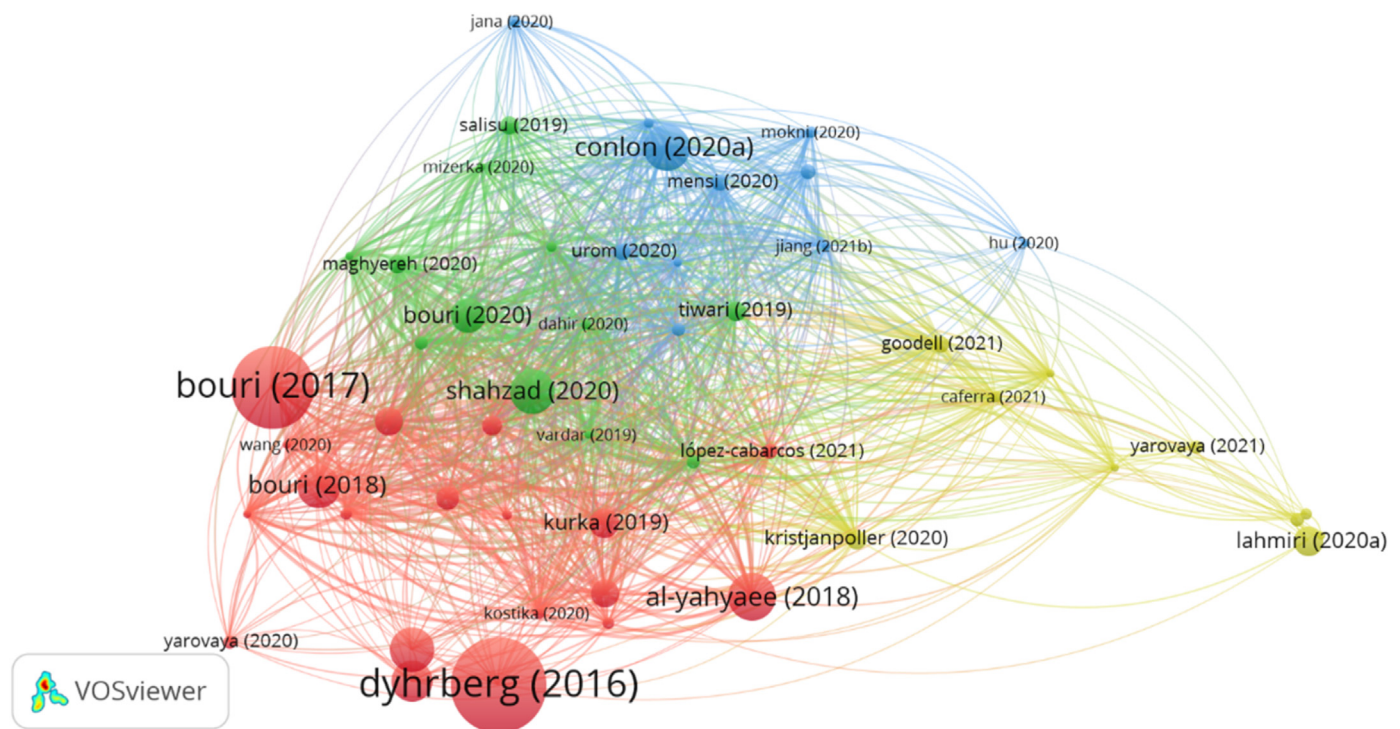 jana (2020)
salisu (2019)
mokni (2020)
conlon (2020a)
mizerka (2020)
mensi (2020)
hu (2020)
jiang (2021b)
urom (2020)
maghyereh (2020)
tiwari (2019)
bouri (2020)
dahir (2020)
goodell (2021)
bouri (2017)
shahzad (2020)
caferra (2021)
vardar (2019)
wang (2020)
yarovaya (2021)
lópez-cabarcos (2021)
bouri (2018)
kurka (2019)
kristjanpoller (2020)
lahmiri (2020a)
al-yahyaee (2018)
kostika (2020)
yarovaya (2020)
dyhrberg (2016)
VOSviewer